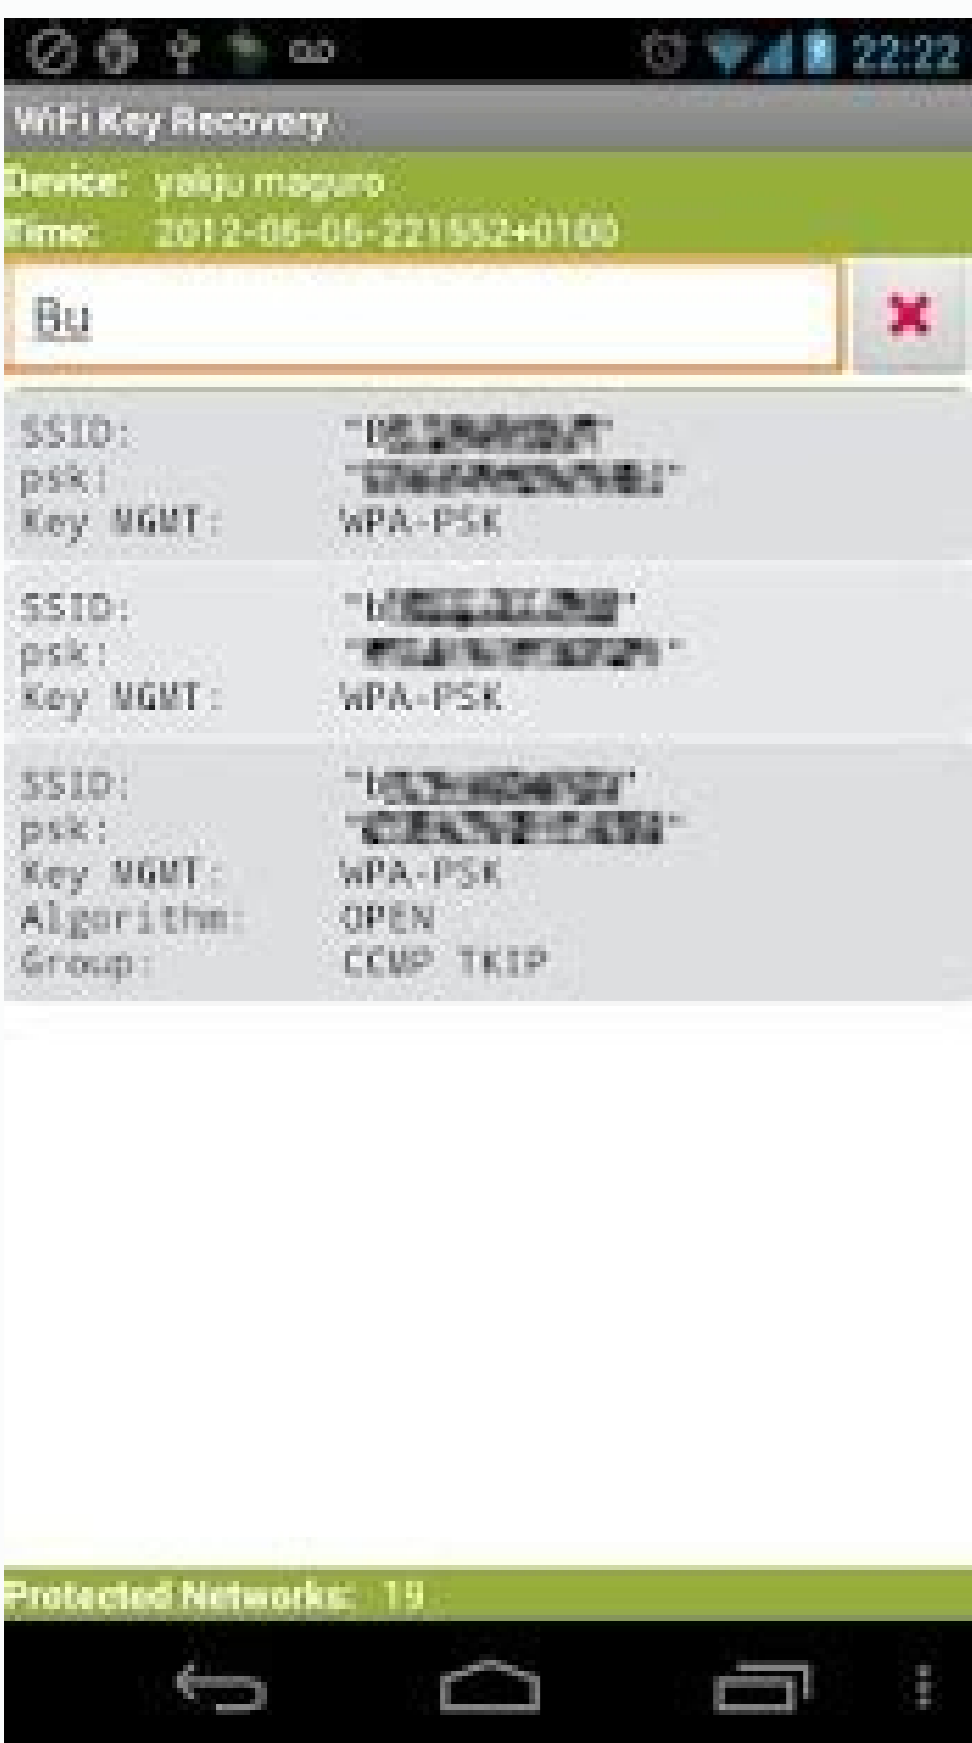 22:22
WiFi Key Recovery
Device: yakju maguro
Time: 2012-05-05-221552+0100
Bu
SSID:
psk:
Key MGMT: WPA-PSK
SSID:
psk:
Key MGMT: WPA-PSK
SSID:
psk:
Key MGMT: WPA-PSK
Algorithm: OPEN
Group: CCMP TKIP
Protected Networks: 19